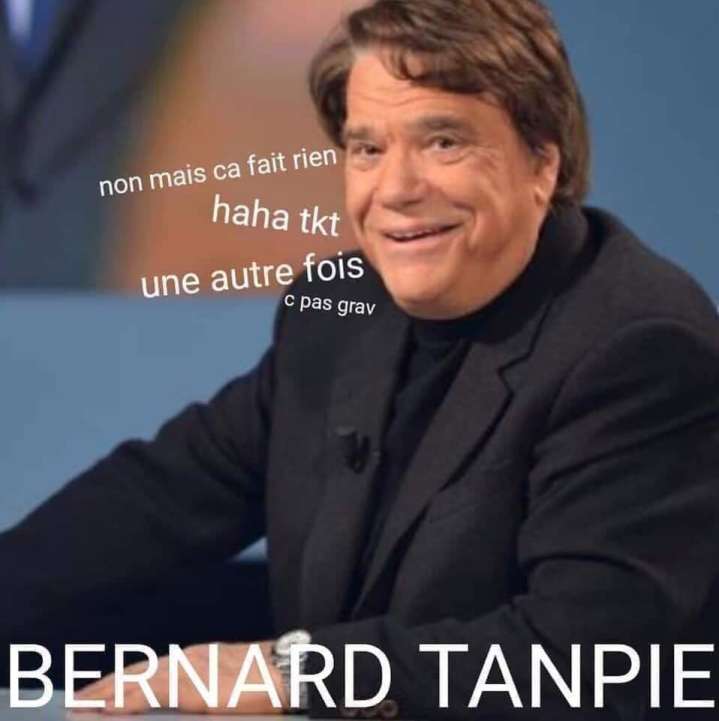 non mais ca fait rien
haha tkt
une autre fois
c pas grav
BERNARD TANPIE